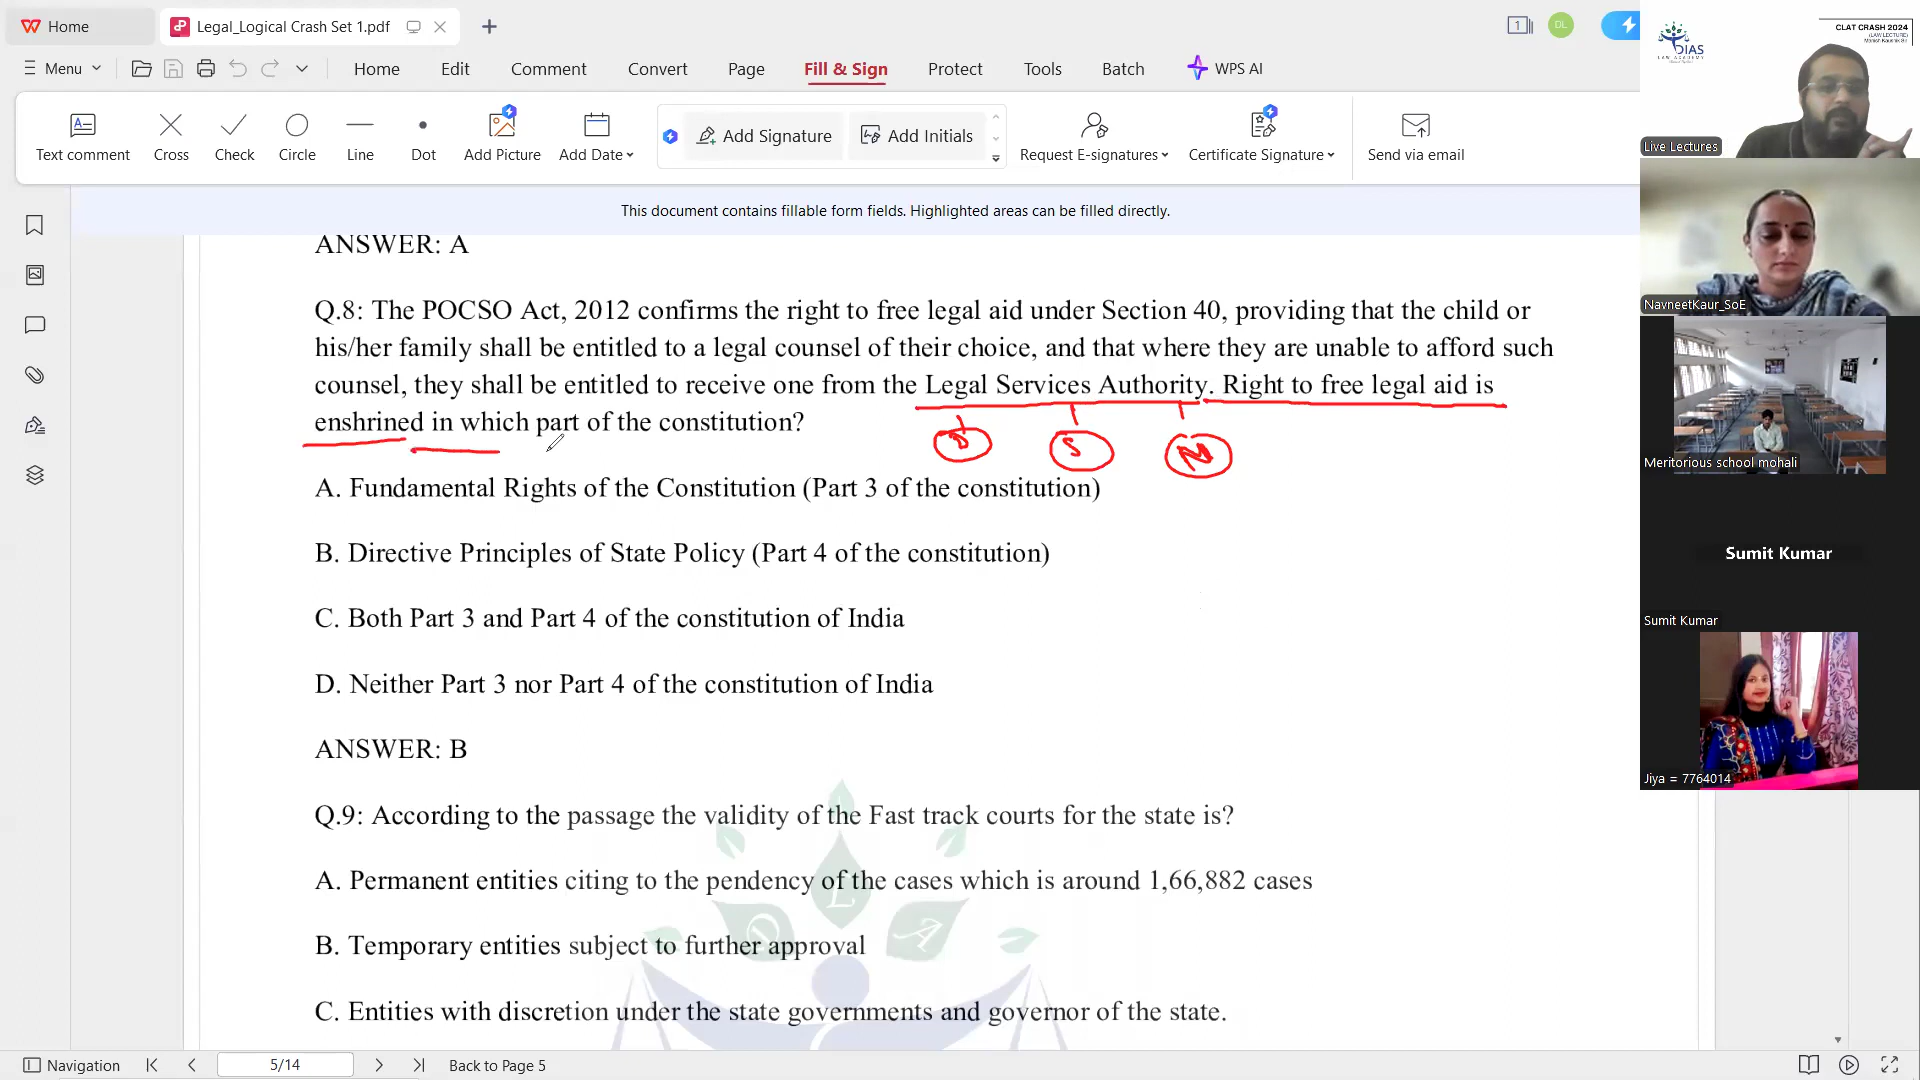 Home
Legal_Logical Crash Set 1.pdf
1
DL
Menu
Home Edit Comment Convert Page Fill & Sign Protect Tools Batch WPS AI
Text comment
Cross
Check
Circle
Line
Dot
Add Picture
Add Date
Add Signature
Add Initials
Request E-signatures
Certificate Signature
Send via email
This document contains fillable form fields. Highlighted areas can be filled directly.
ANSWER: A
Q.8: The POCSO Act, 2012 confirms the right to free legal aid under Section 40, providing that the child or
his/her family shall be entitled to a legal counsel of their choice, and that where they are unable to afford such
counsel, they shall be entitled to receive one from the Legal Services Authority. Right to free legal aid is
enshrined in which part of the constitution?
D S N
A. Fundamental Rights of the Constitution (Part 3 of the constitution)
B. Directive Principles of State Policy (Part 4 of the constitution)
C. Both Part 3 and Part 4 of the constitution of India
D. Neither Part 3 nor Part 4 of the constitution of India
ANSWER: B
Q.9: According to the passage the validity of the Fast track courts for the state is?
A. Permanent entities citing to the pendency of the cases which is around 1,66,882 cases
B. Temporary entities subject to further approval
C. Entities with discretion under the state governments and governor of the state.
D L A
Navigation
5/14
Back to Page 5
DIAS
LAW ACADEMY
CLAT CRASH 2024
(LAW LECTURE)
Live Lectures
NavneetKaur_SoE
Meritorious school mohali
Sumit Kumar
Sumit Kumar
Jiya = 7764014